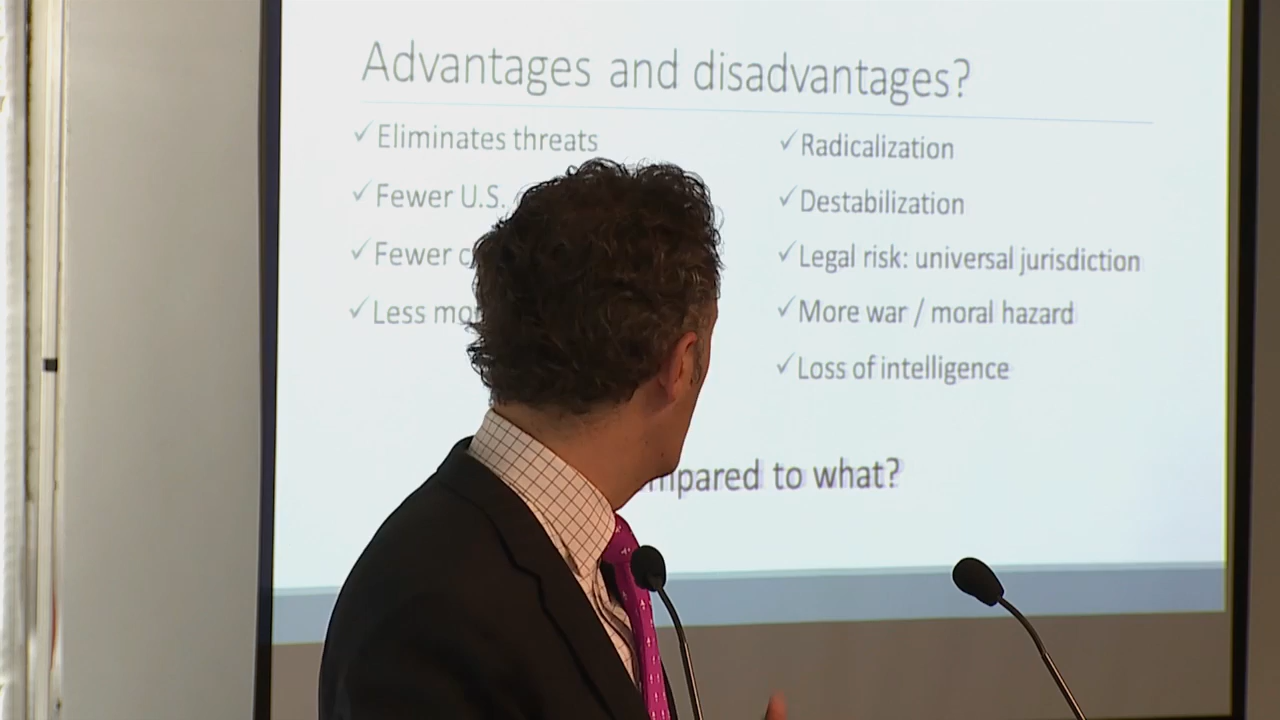 Advantages and disadvantages?
✓ Eliminates threats
✓ Fewer U.S.
✓ Fewer
✓ Less
✓ Radicalization
✓ Destabilization
✓ Legal risk: universal jurisdiction
✓ More war / moral hazard
✓ Loss of intelligence
to what?